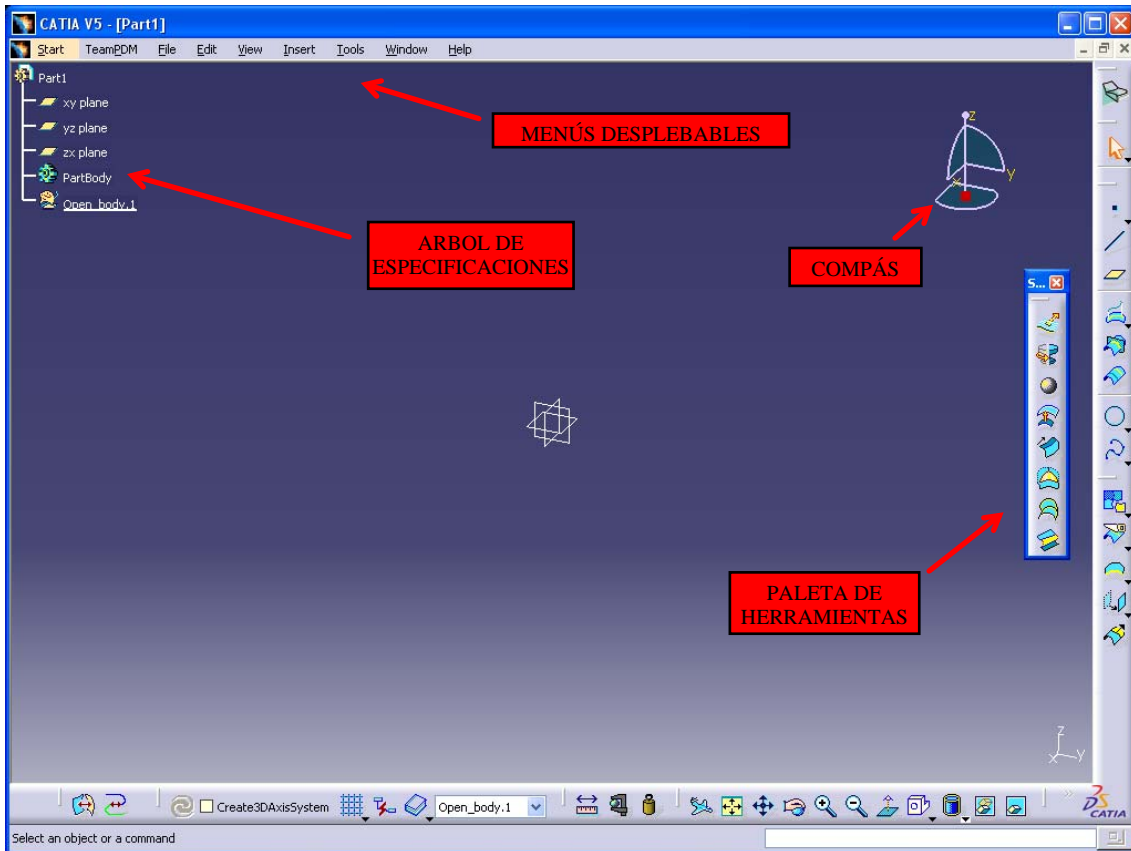 CATIA V5 - [Part1]
Start TeamPDM File Edit View Insert Tools Window Help
Part1
xy plane
yz plane
zx plane
PartBody
Open_body.1
MENÚS DESPLEBABLES
ARBOL DE
ESPECIFICACIONES
z
y
x
COMPÁS
S...
PALETA DE
HERRAMIENTAS
z
x
y
Create3DAxisSystem
Open_body.1
DS
CATIA
Select an object or a command